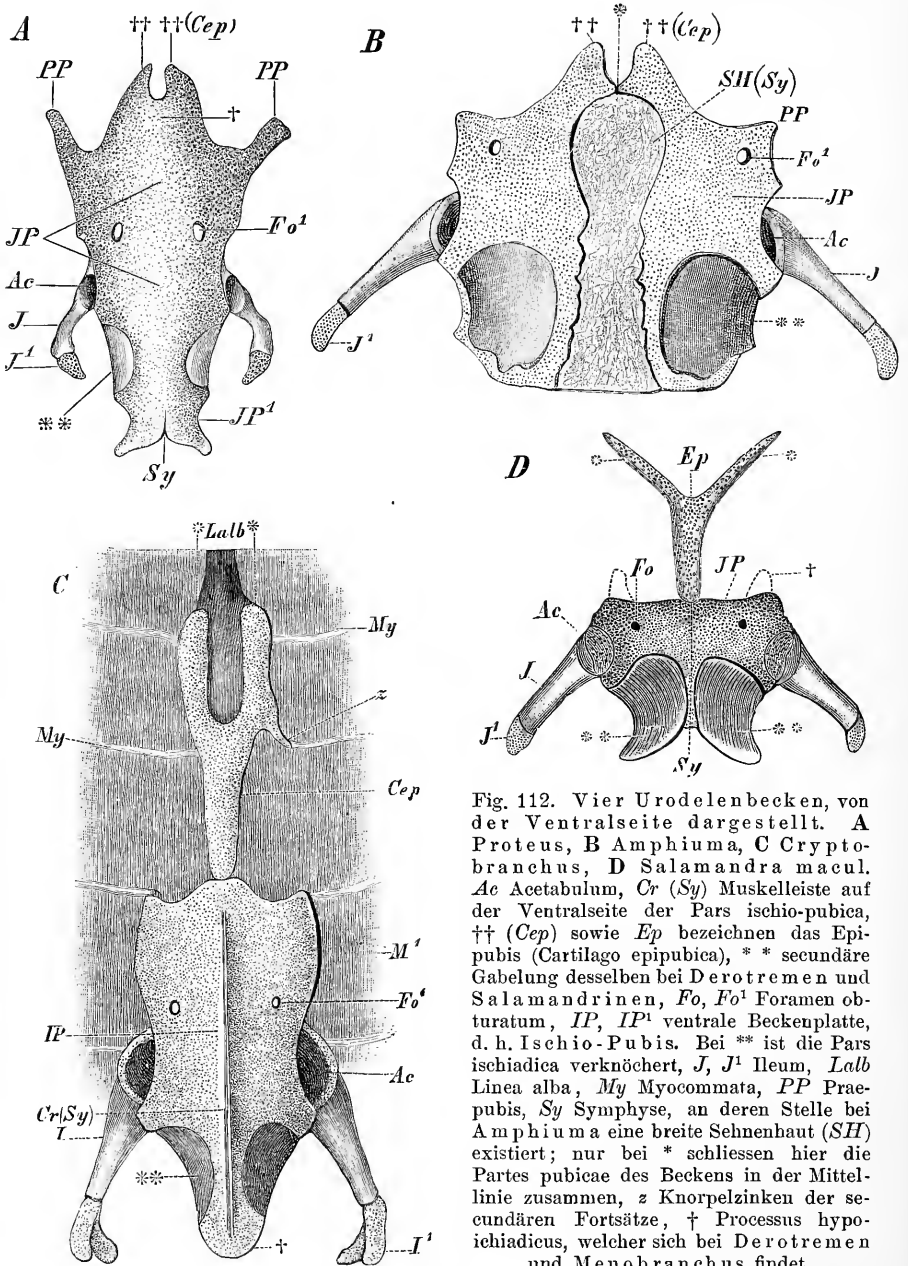 A
†† ††(Cep)
PP PP
†
JP
Fo¹
Ac
J
J¹
**
JP¹
Sy
B
†† * ††(Cep)
SH(Sy)
PP
Fo¹
JP
Ac
J
J¹
**
C
*Lalb*
My
z
My
Cep
M¹
Fo¹
IP
Ac
Cr(Sy)
I
**
†
I¹
D
* Ep *
Fo JP †
Ac
J
J¹
** **
Sy
Fig. 112. Vier Urodelenbecken, von
der Ventralseite dargestellt. A
Proteus, B Amphiuma, C Crypto-
branchus, D Salamandra macul.
Ac Acetabulum, Cr (Sy) Muskelleiste auf
der Ventralseite der Pars ischio-pubica,
†† (Cep) sowie Ep bezeichnen das Epi-
pubis (Cartilago epipubica), * * secundäre
Gabelung desselben bei Derotremen und
Salamandrinen, Fo, Fo¹ Foramen ob-
turatum, IP, IP¹ ventrale Beckenplatte,
d. h. Ischio-Pubis. Bei ** ist die Pars
ischiadica verknöchert, J, J¹ Ileum, Lalb
Linea alba, My Myocommata, PP Prae-
pubis, Sy Symphyse, an deren Stelle bei
Amphiuma eine breite Sehnenhaut (SH)
existiert; nur bei * schliessen hier die
Partes pubicae des Beckens in der Mittel-
linie zusammen, z Knorpelzinken der se-
cundären Fortsätze, † Processus hypo-
ichiadicus, welcher sich bei Derotremen
und Menobranchus findet